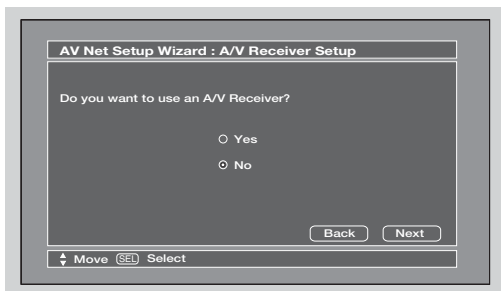 AV Net Setup Wizard : A/V Receiver Setup
Do you want to use an A/V Receiver?
Yes
No
Back Next
Move SEL Select